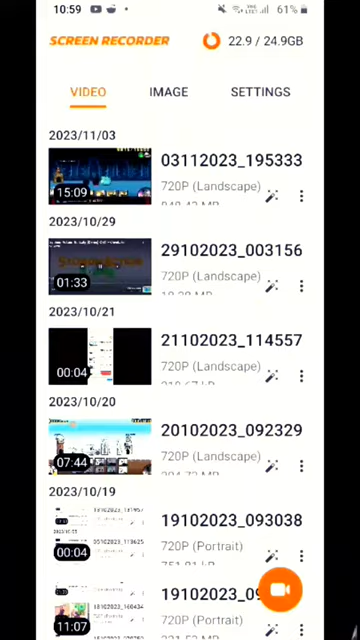 10:59
61%
SCREEN RECORDER
22.9 / 24.9GB
VIDEO IMAGE SETTINGS
2023/11/03
03112023_195333
15:09
720P (Landscape)
2023/10/29
29102023_003156
01:33
720P (Landscape)
2023/10/21
21102023_114557
00:04
720P (Landscape)
2023/10/20
20102023_092329
07:44
720P (Landscape)
2023/10/19
19102023_093038
00:04
720P (Portrait)
11:07
720P (Portrait)